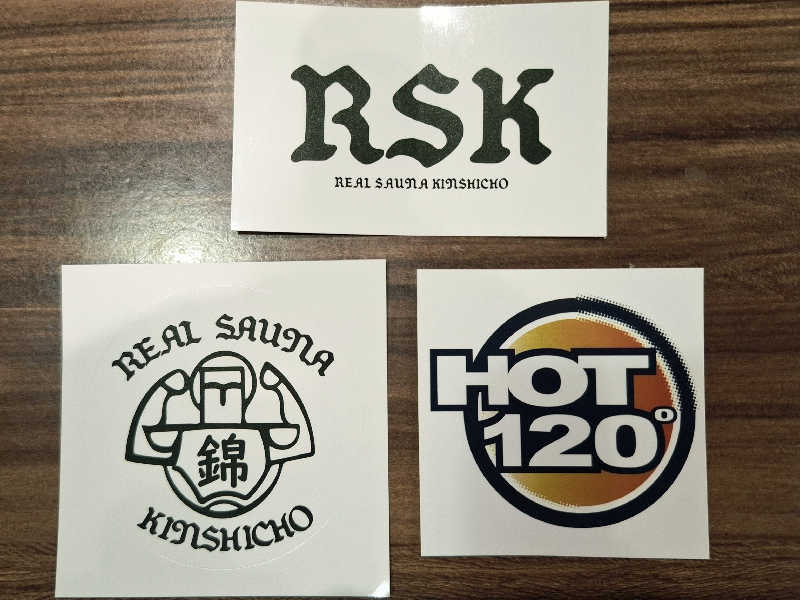 RSK
REAL SAUNA KINSHICHO
REAL SAUNA
錦
KINSHICHO
HOT
120°